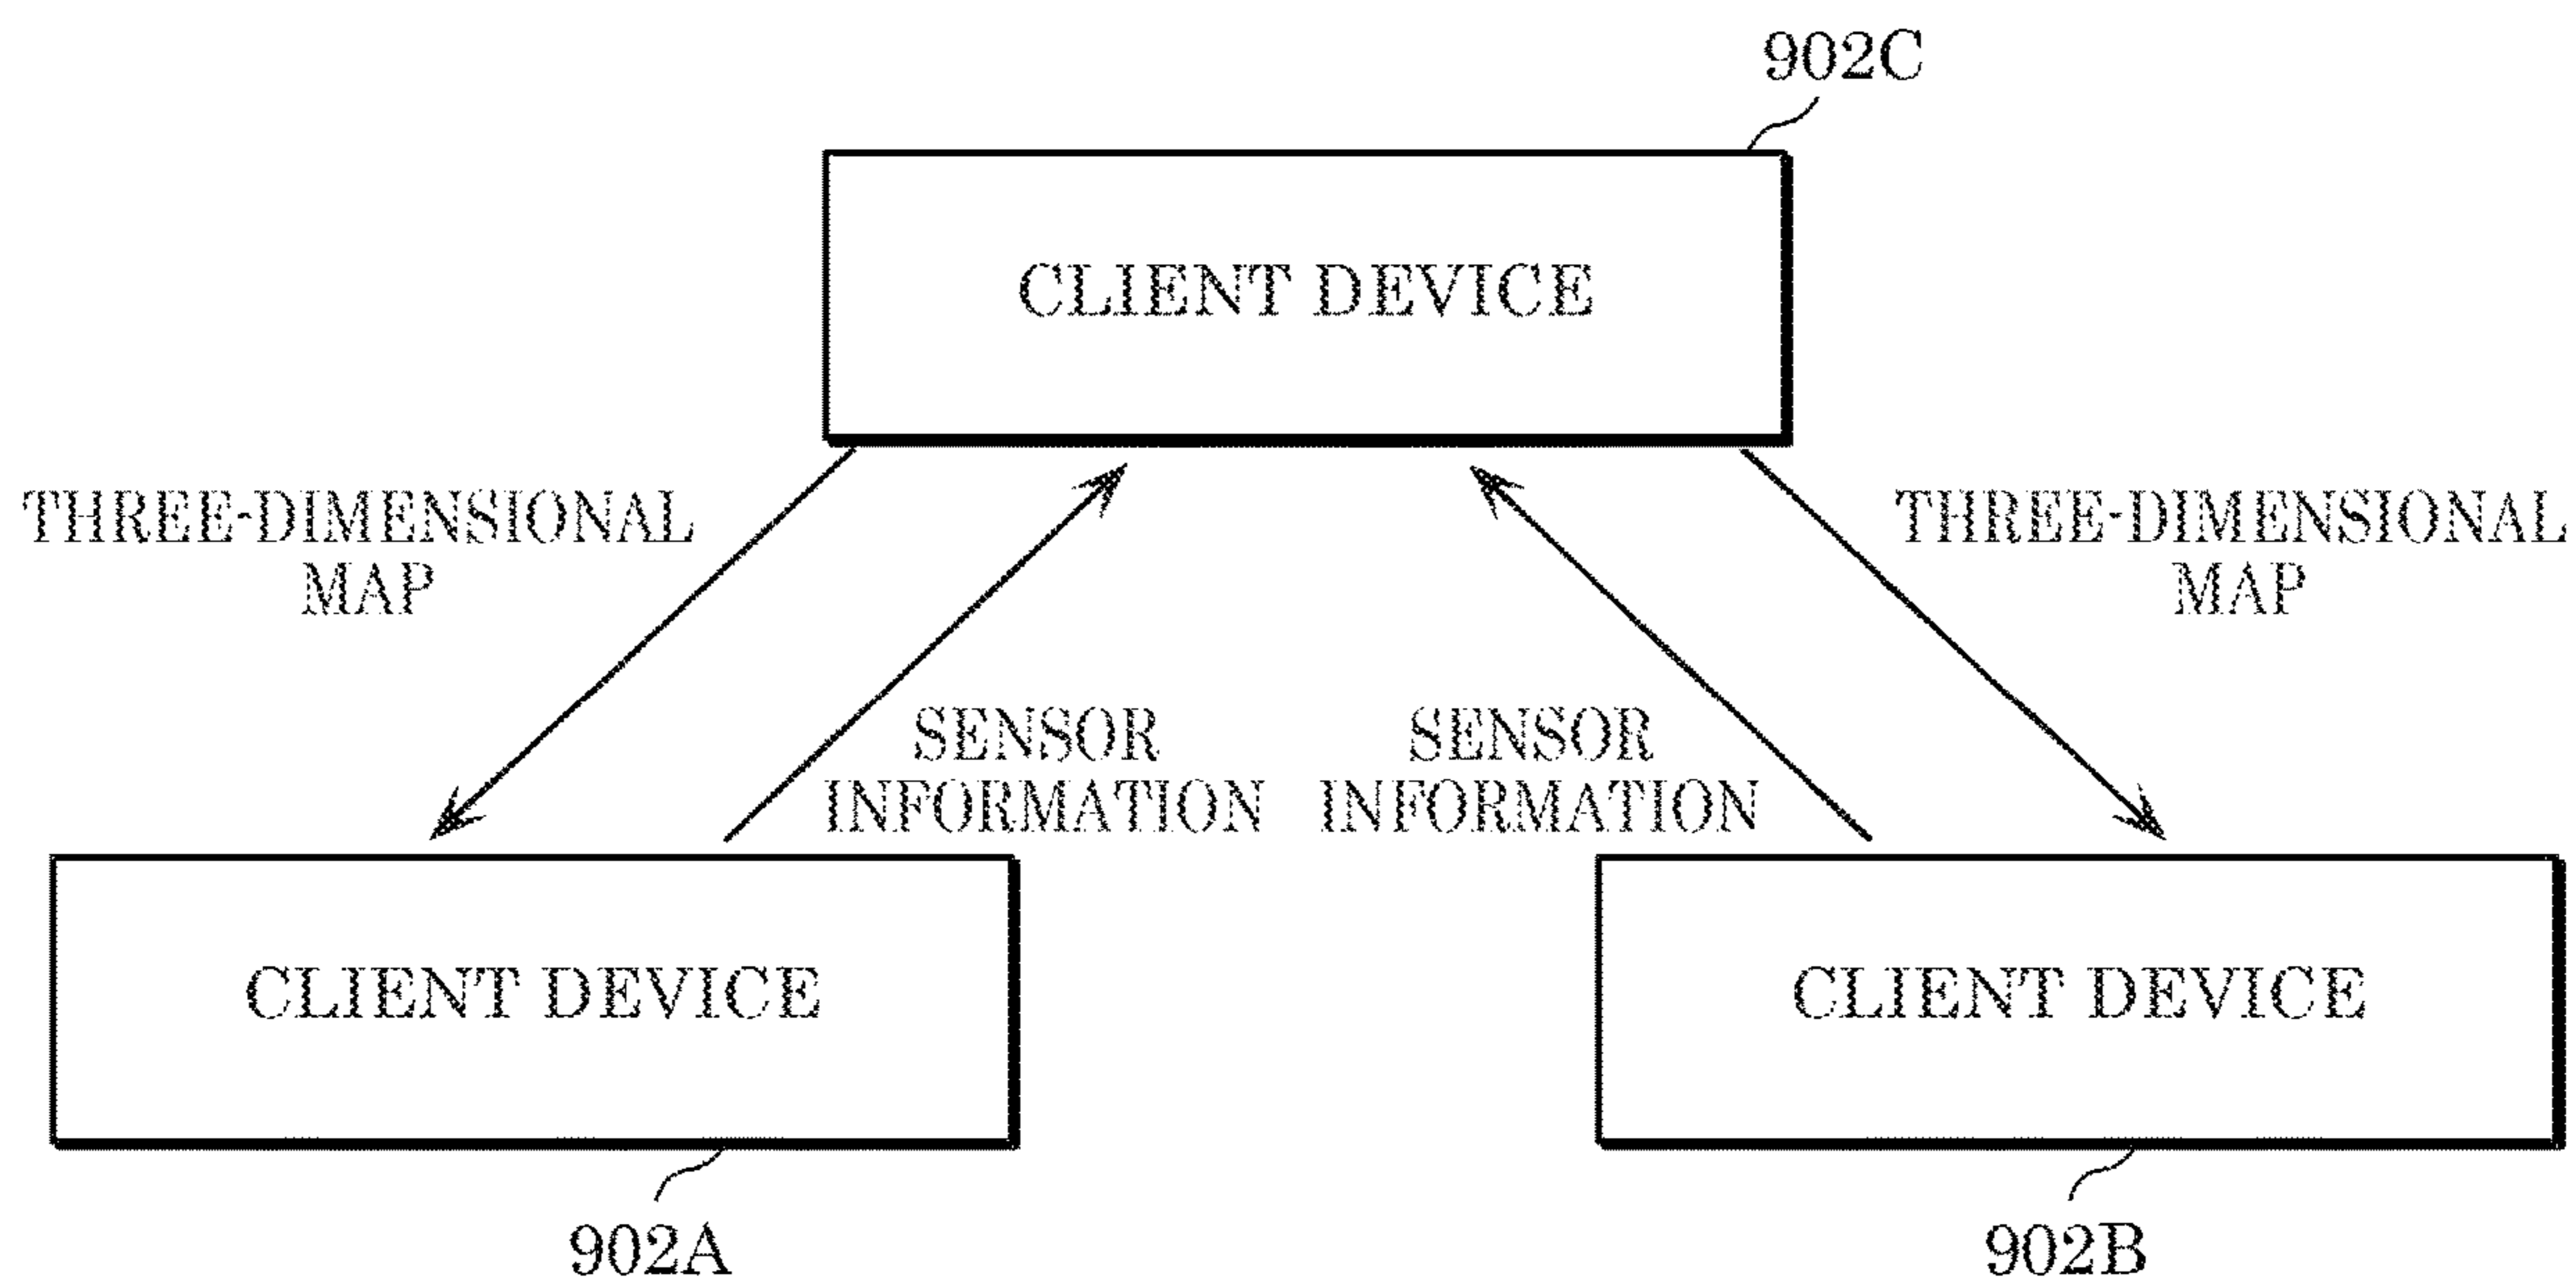 902C
CLIENT DEVICE
THREE-DIMENSIONAL
MAP
THREE-DIMENSIONAL
MAP
SENSOR
INFORMATION
SENSOR
INFORMATION
CLIENT DEVICE
CLIENT DEVICE
902A
902B